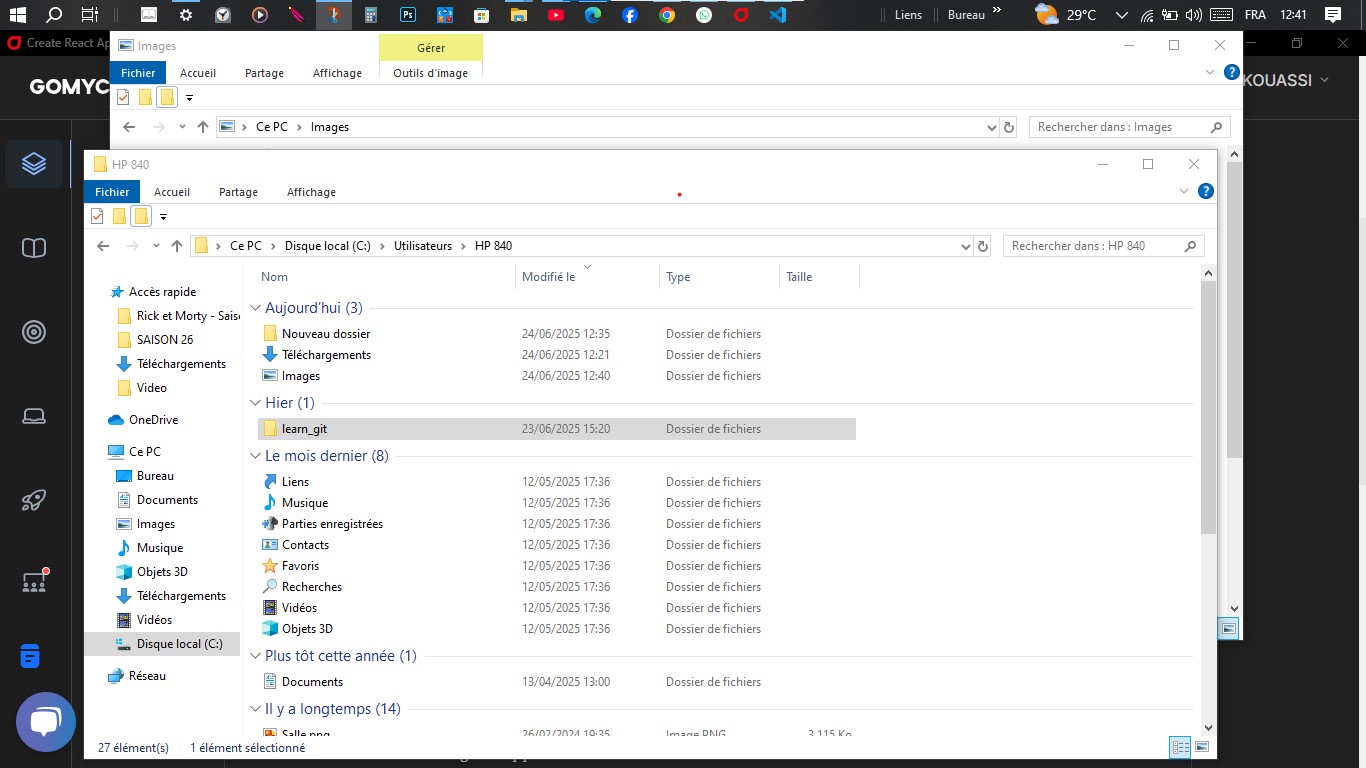 Liens
Bureau
29°C
FRA
12:41
Create React Ap
Images
Gérer
Fichier
Accueil
Partage
Affichage
Outils d'image
GOMYC
KOUASSI
Ce PC
Images
Rechercher dans : Images
HP 840
Fichier
Accueil
Partage
Affichage
Ce PC
Disque local (C:)
Utilisateurs
HP 840
Rechercher dans : HP 840
Nom
Modifié le
Type
Taille
Accès rapide
Rick et Morty - Sais
SAISON 26
Téléchargements
Video
OneDrive
Ce PC
Bureau
Documents
Images
Musique
Objets 3D
Téléchargements
Vidéos
Disque local (C:)
Réseau
Aujourd'hui (3)
Nouveau dossier 24/06/2025 12:35 Dossier de fichiers
Téléchargements 24/06/2025 12:21 Dossier de fichiers
Images 24/06/2025 12:40 Dossier de fichiers
Hier (1)
learn_git 23/06/2025 15:20 Dossier de fichiers
Le mois dernier (8)
Liens 12/05/2025 17:36 Dossier de fichiers
Musique 12/05/2025 17:36 Dossier de fichiers
Parties enregistrées 12/05/2025 17:36 Dossier de fichiers
Contacts 12/05/2025 17:36 Dossier de fichiers
Favoris 12/05/2025 17:36 Dossier de fichiers
Recherches 12/05/2025 17:36 Dossier de fichiers
Vidéos 12/05/2025 17:36 Dossier de fichiers
Objets 3D 12/05/2025 17:36 Dossier de fichiers
Plus tôt cette année (1)
Documents 13/04/2025 13:00 Dossier de fichiers
Il y a longtemps (14)
Salle.png 26/02/2024 19:35 Image PNG 3 115 Ko
27 élément(s)
1 élément sélectionné